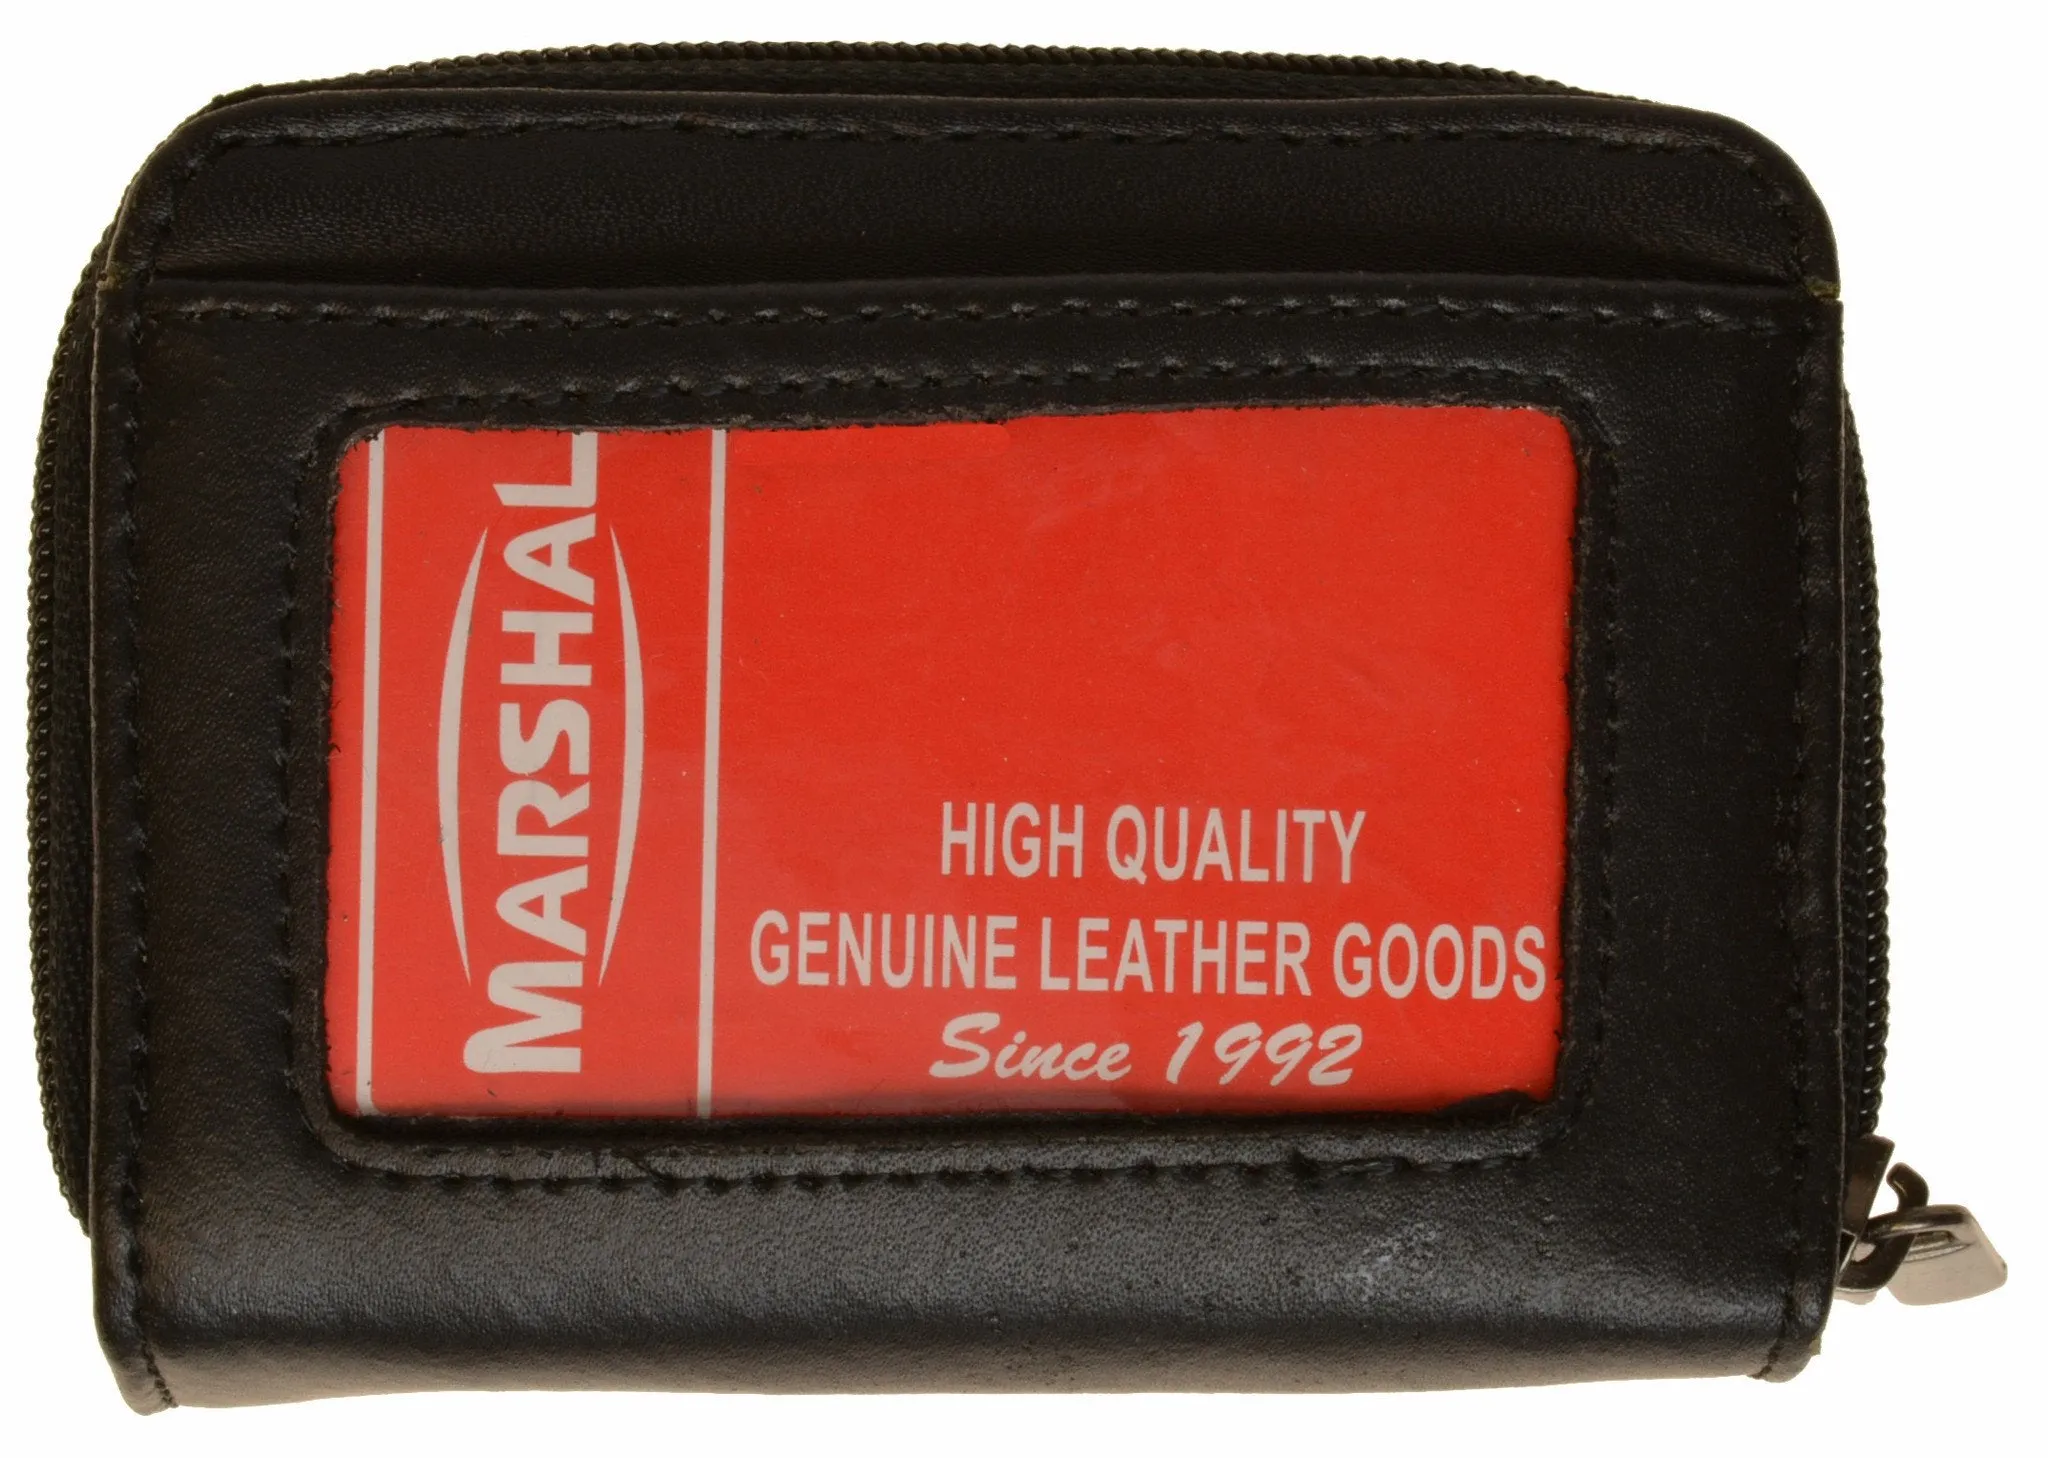 MARSHAL
HIGH QUALITY
GENUINE LEATHER GOODS
Since 1992